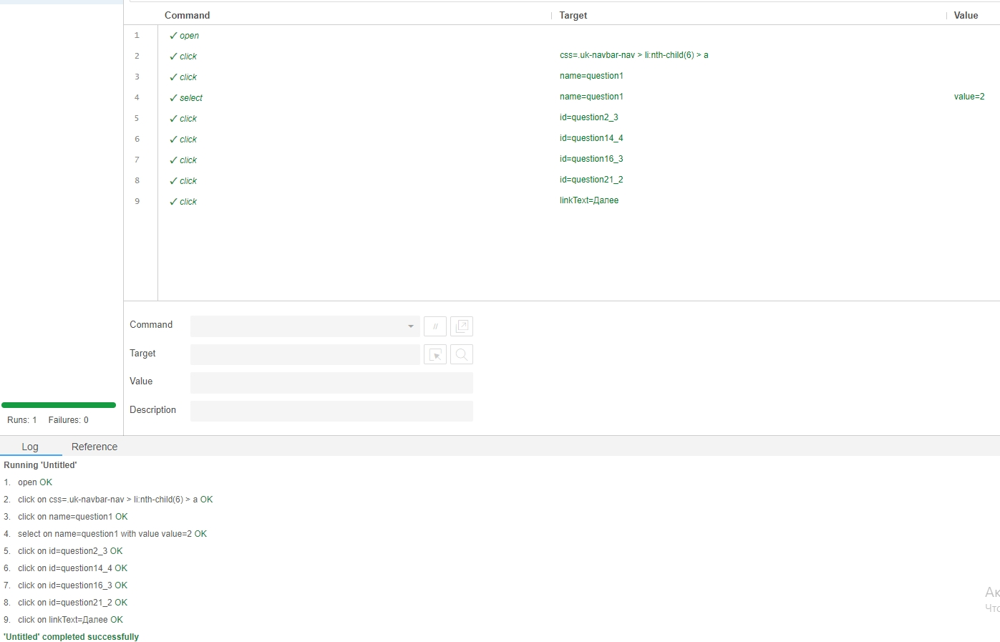 Command Target Value
1 ✓ open
2 ✓ click css=.uk-navbar-nav > li:nth-child(6) > a
3 ✓ click name=question1
4 ✓ select name=question1 value=2
5 ✓ click id=question2_3
6 ✓ click id=question14_4
7 ✓ click id=question16_3
8 ✓ click id=question21_2
9 ✓ click linkText=Далее
Command //
Target
Value
Description
Runs: 1 Failures: 0
Log Reference
Running 'Untitled'
1. open OK
2. click on css=.uk-navbar-nav > li:nth-child(6) > a OK
3. click on name=question1 OK
4. select on name=question1 with value value=2 OK
5. click on id=question2_3 OK
6. click on id=question14_4 OK
7. click on id=question16_3 OK
8. click on id=question21_2 OK
9. click on linkText=Далее OK
'Untitled' completed successfully